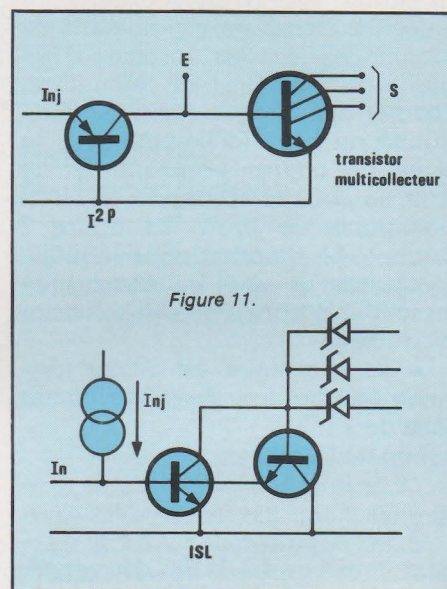 E
Inj
S
transistor
multicollecteur
I²P
Figure 11.
Inj
In
ISL